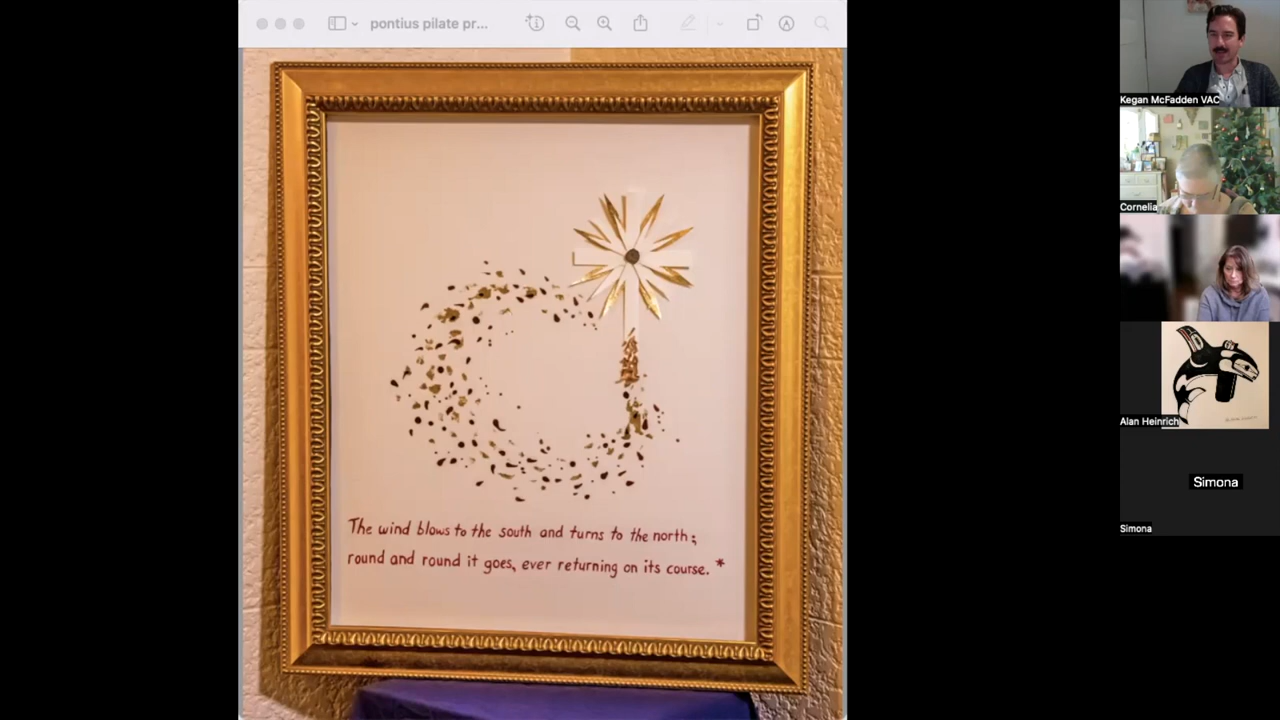 pontius pilate pr...
The wind blows to the south and turns to the north;
round and round it goes, ever returning on its course. *
Kegan McFadden VAC
Cornelia
Alan Heinrich
Simona
Simona